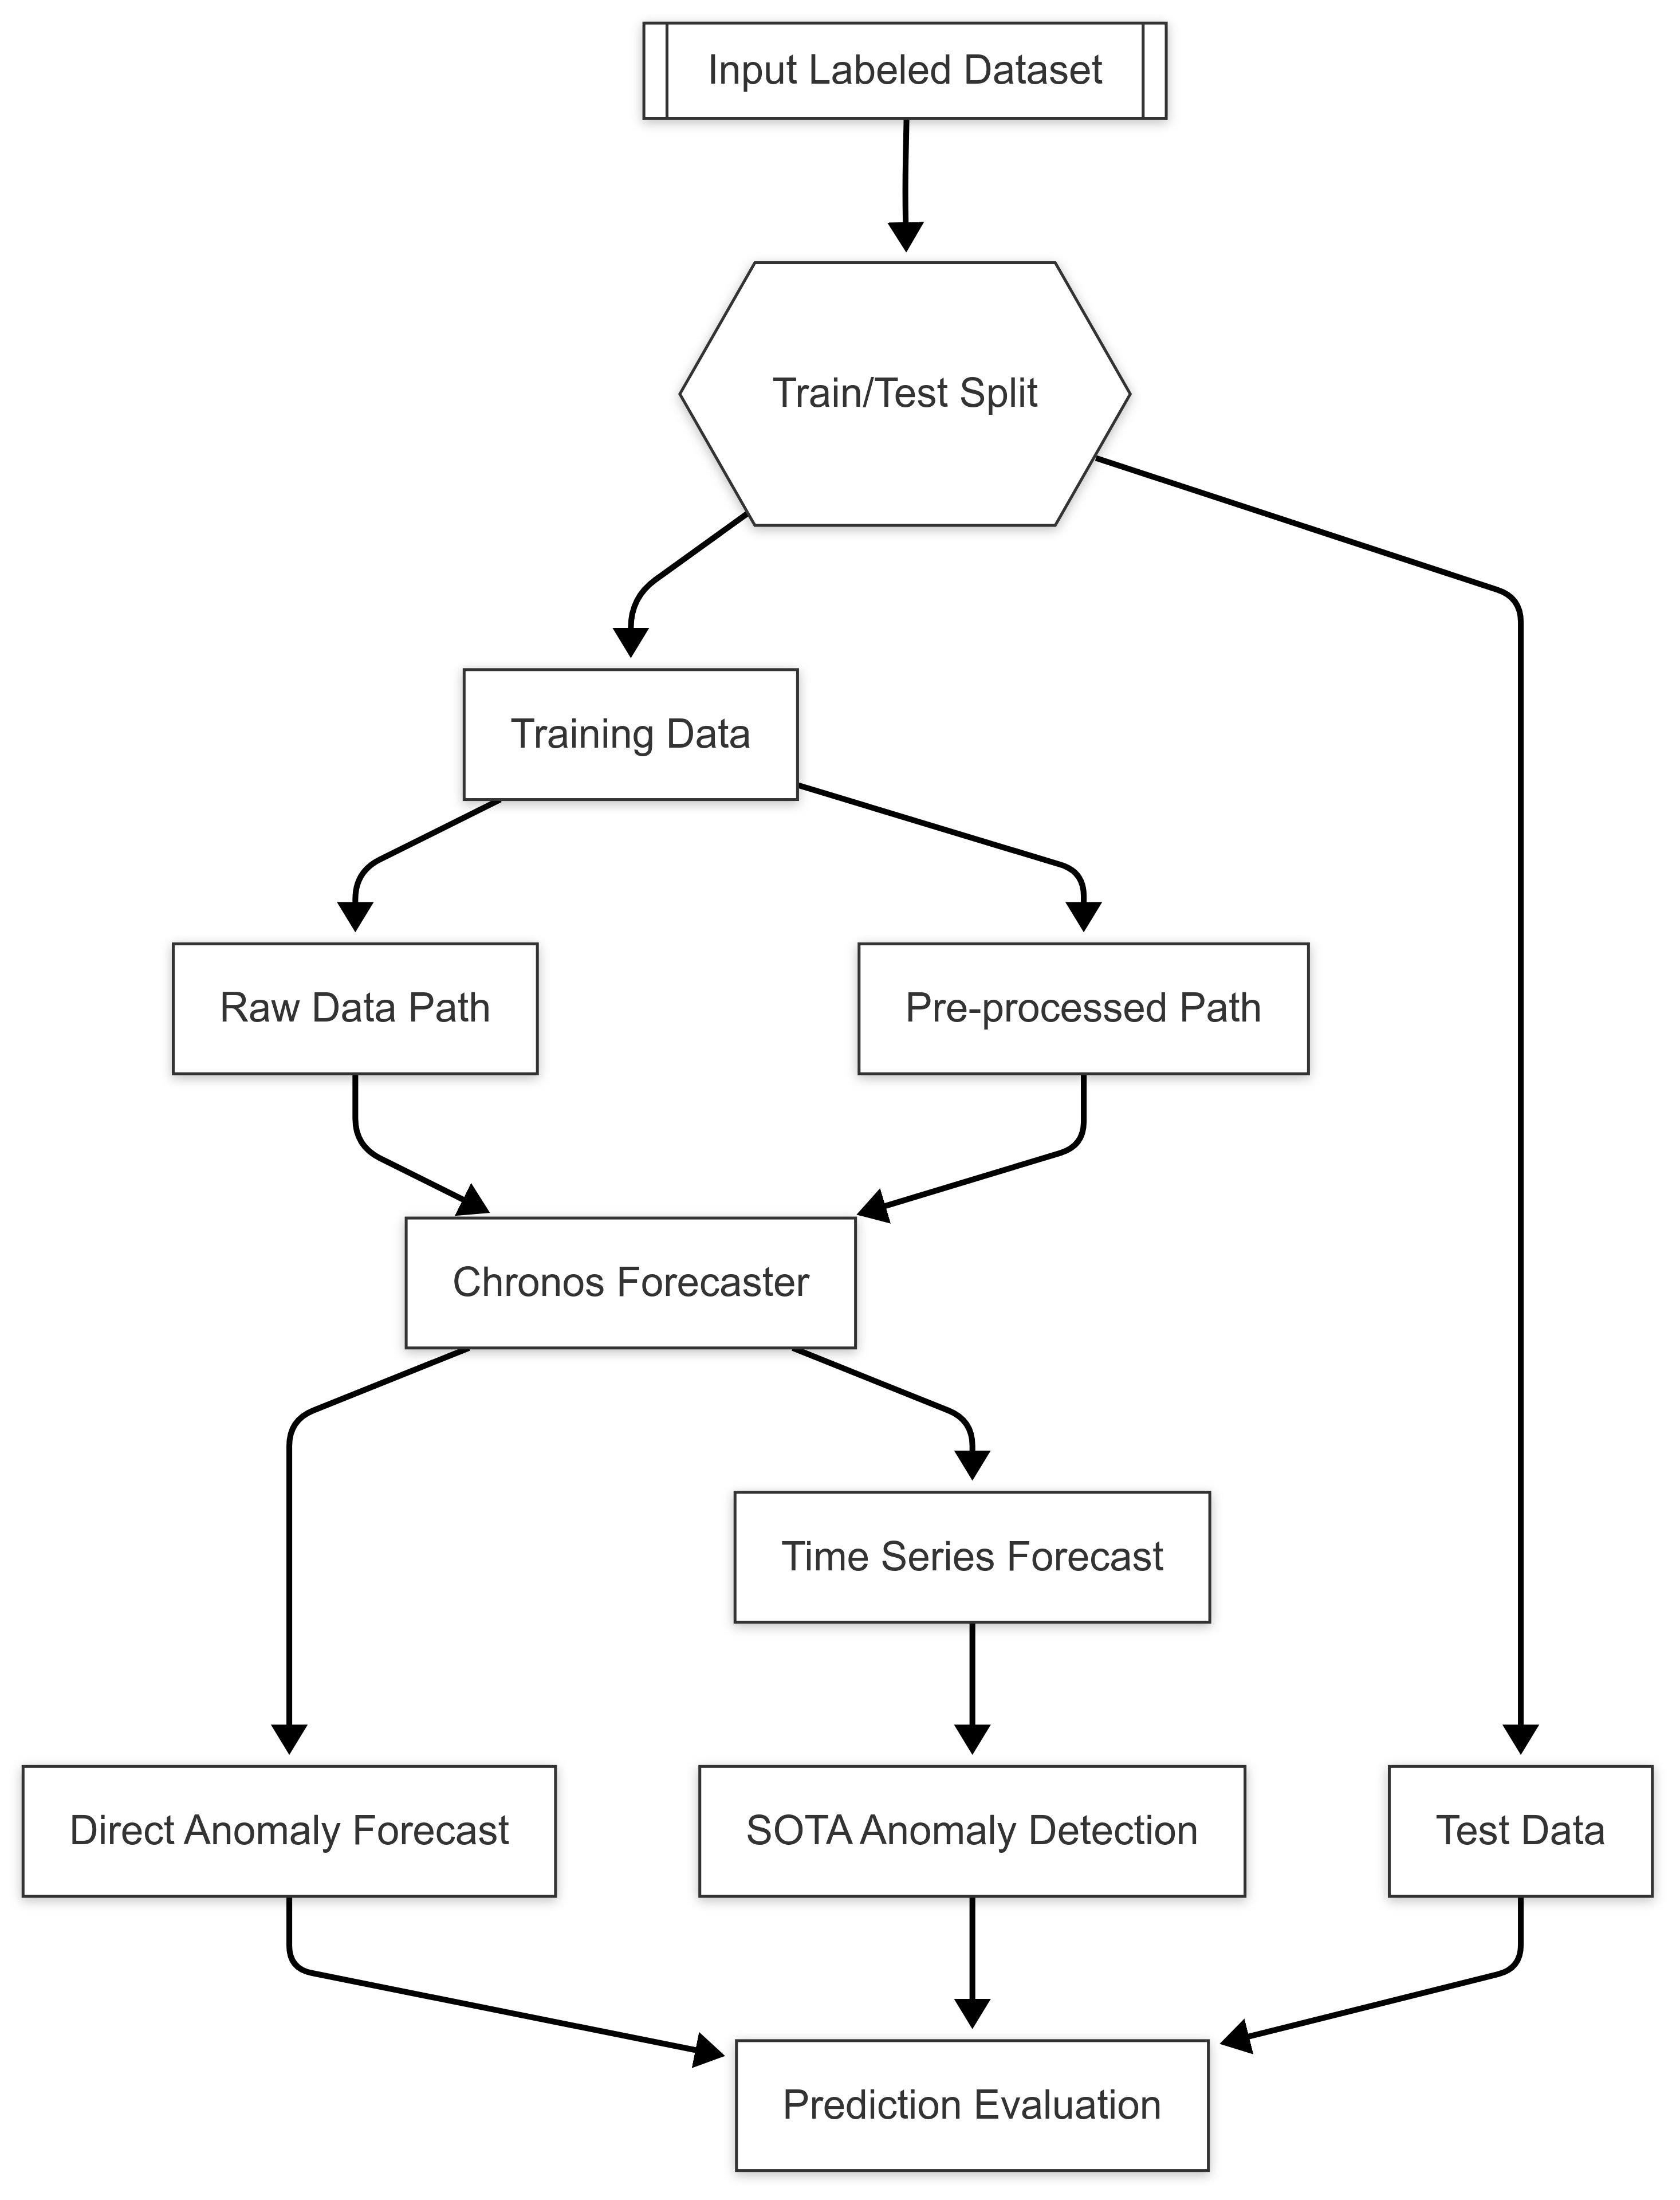 Input Labeled Dataset
Train/Test Split
Training Data
Raw Data Path
Pre-processed Path
Chronos Forecaster
Time Series Forecast
Direct Anomaly Forecast
SOTA Anomaly Detection
Test Data
Prediction Evaluation